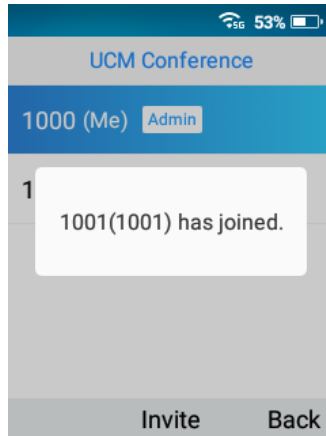 5G 53%
UCM Conference
1000 (Me) Admin
1
1001(1001) has joined.
Invite Back